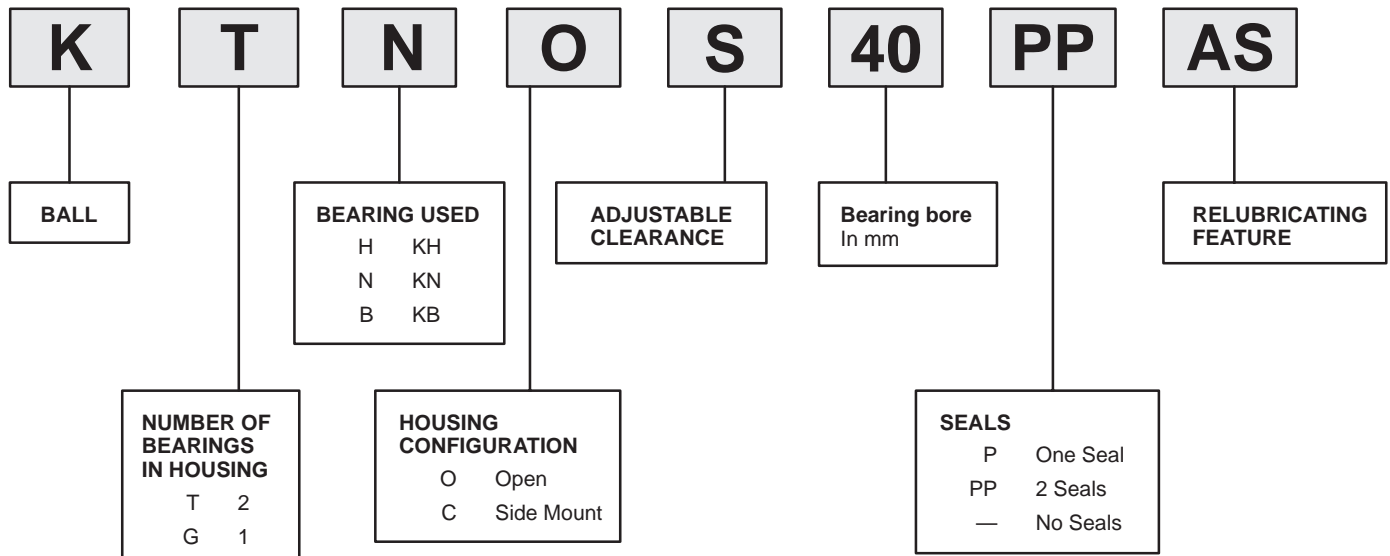 K T N O S 40 PP AS
BALL
BEARING USED
H KH
N KN
B KB
ADJUSTABLE
CLEARANCE
Bearing bore
In mm
RELUBRICATING
FEATURE
NUMBER OF
BEARINGS
IN HOUSING
T 2
G 1
HOUSING
CONFIGURATION
O Open
C Side Mount
SEALS
P One Seal
PP 2 Seals
— No Seals